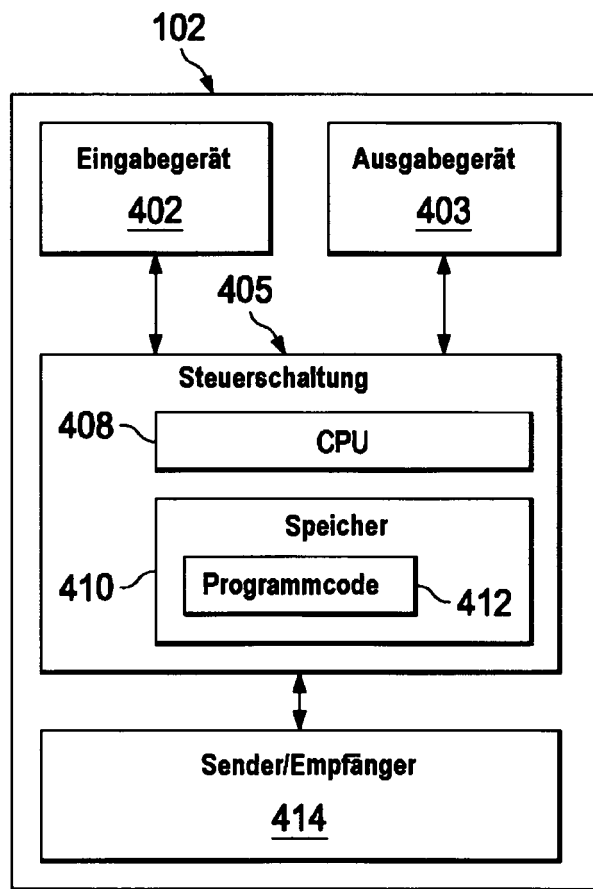 102
Eingabegerät
402
Ausgabegerät
403
405
Steuerschaltung
408
CPU
Speicher
410
Programmcode
412
Sender/Empfänger
414